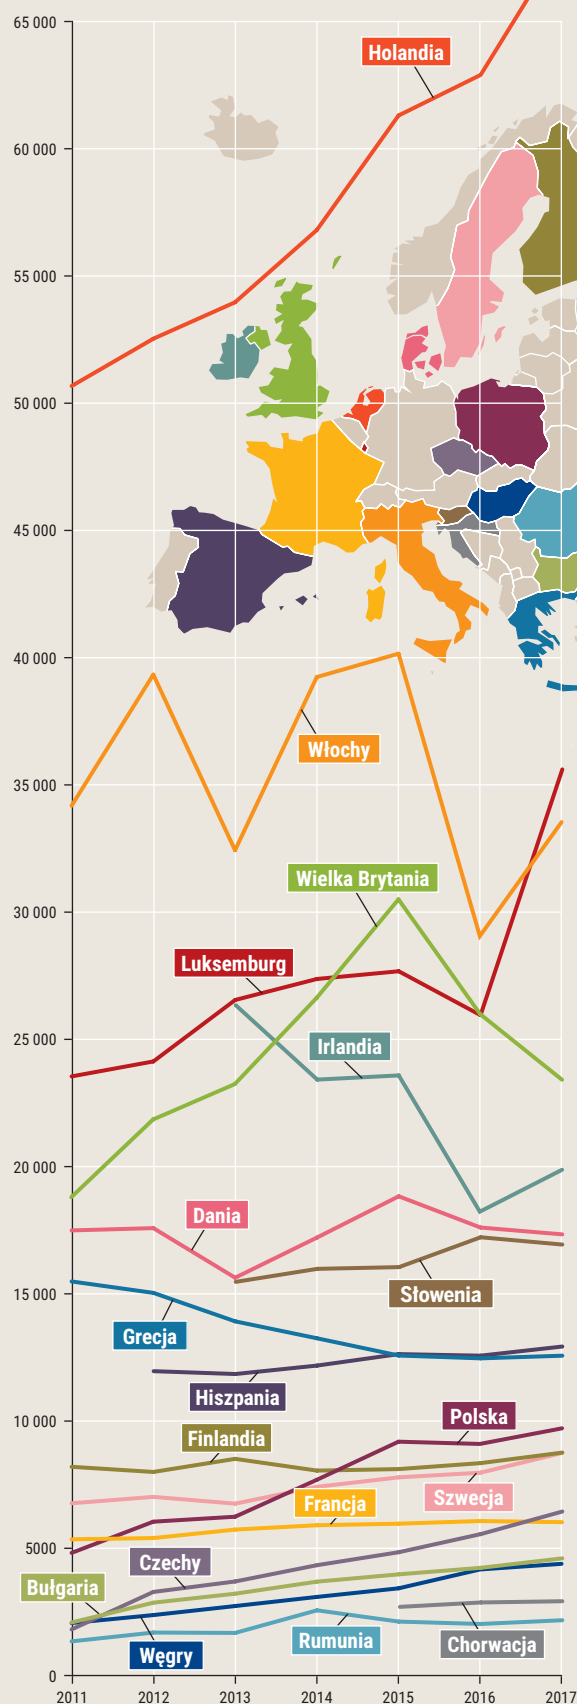 65 000
Holandia
60 000
55 000
50 000
45 000
40 000
Włochy
35 000
Wielka Brytania
30 000
Luksemburg
Irlandia
25 000
20 000
Dania
Słowenia
15 000
Grecja
Hiszpania
Polska
10 000
Finlandia
Szwecja
Francja
5000
Czechy
Bułgaria
Rumunia
Chorwacja
Węgry
0
2011 2012 2013 2014 2015 2016 2017